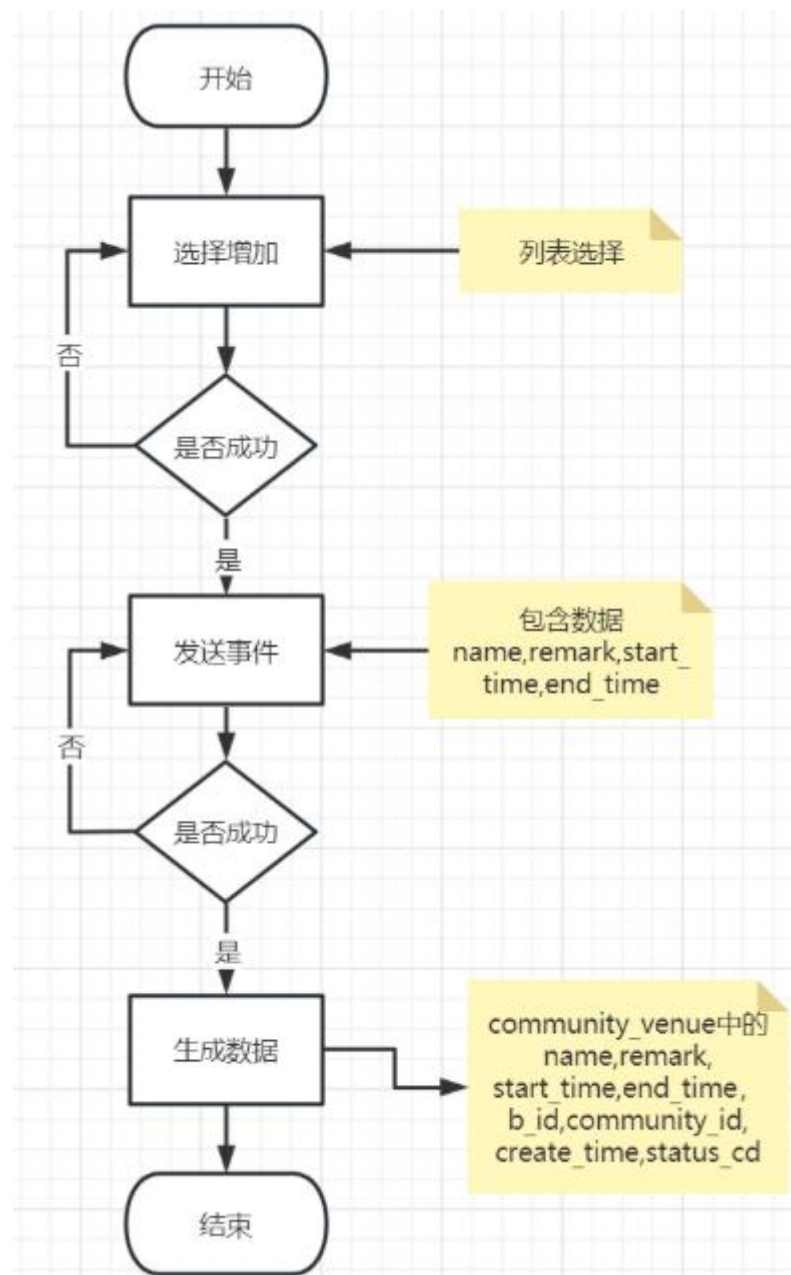 开始
选择增加
列表选择
否
是否成功
是
发送事件
包含数据
name,remark,start_
time,end_time
否
是否成功
是
生成数据
community_venue中的
name,remark,
start_time,end_time,
b_id,community_id,
create_time,status_cd
结束